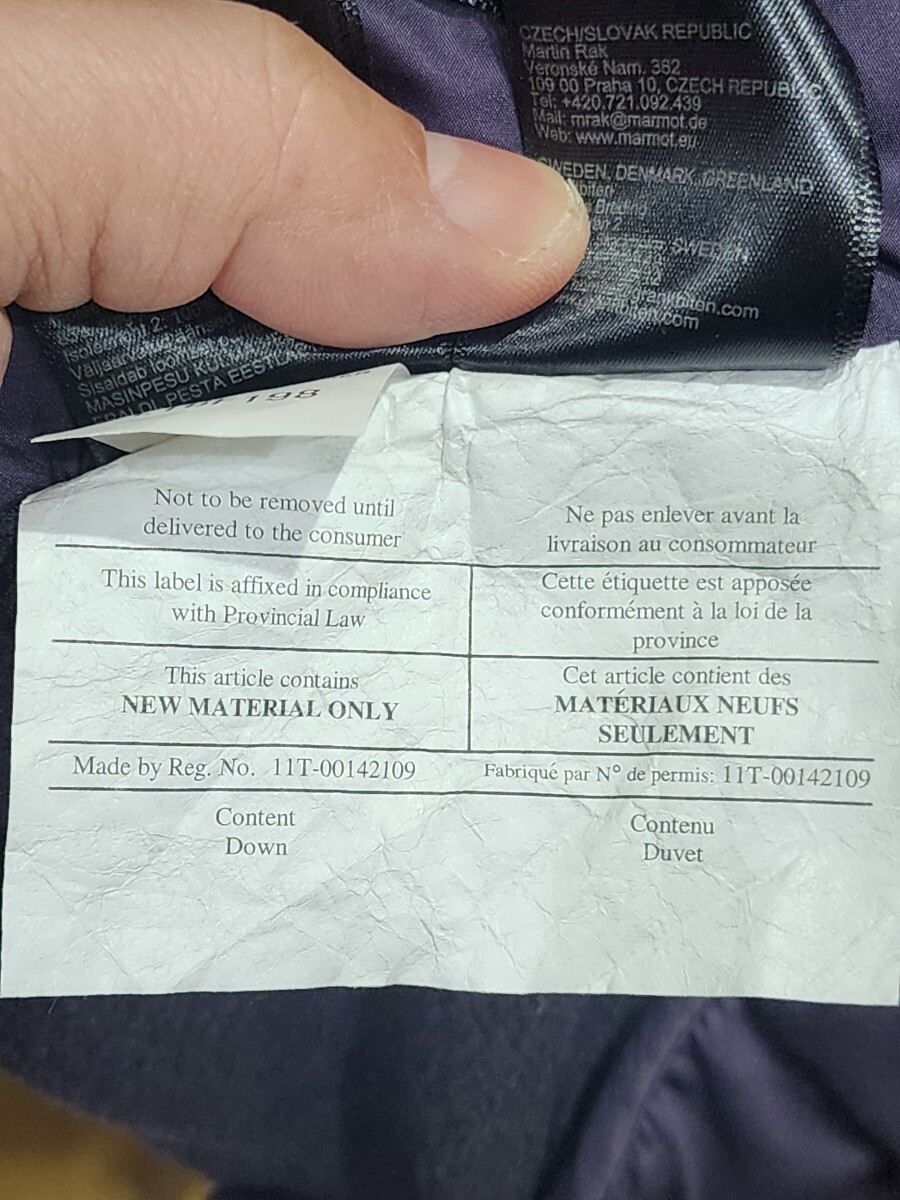 CZECH/SLOVAK REPUBLIC
Martin Rak
Veronské Nam. 382
109 00 Praha 10, CZECH REPUBLIC
Tel: +420.721.092.439
Mail: mrak@marmot.de
Web: www.marmot.eu
SWEDEN, DENMARK, GREENLAND
MASINPESU
PESTA
198
Not to be removed until
delivered to the consumer
Ne pas enlever avant la
livraison au consommateur
This label is affixed in compliance
with Provincial Law
Cette étiquette est apposée
conformément à la loi de la
province
This article contains
NEW MATERIAL ONLY
Cet article contient des
MATÉRIAUX NEUFS
SEULEMENT
Made by Reg. No. 11T-00142109
Fabriqué par N° de permis: 11T-00142109
Content
Down
Contenu
Duvet